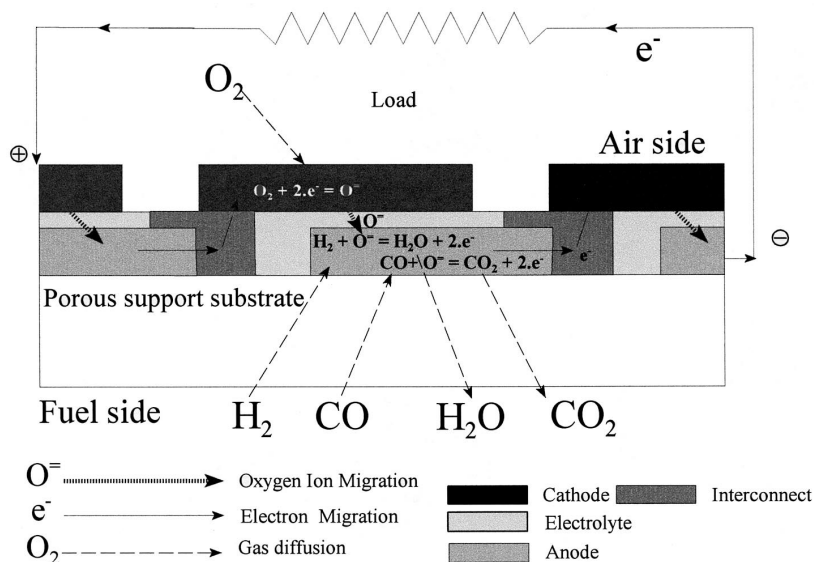 e⁻
O₂
Load
Air side
⊕
O₂ + 2.e⁻ = O⁼
O⁼
⊖
H₂ + O⁼ = H₂O + 2.e⁻
e⁻
CO+\O⁼ = CO₂ + 2.e⁻
Porous support substrate
Fuel side
H₂ CO H₂O CO₂
O⁼ Oxygen Ion Migration
e⁻ Electron Migration
O₂ Gas diffusion
Cathode Interconnect
Electrolyte
Anode